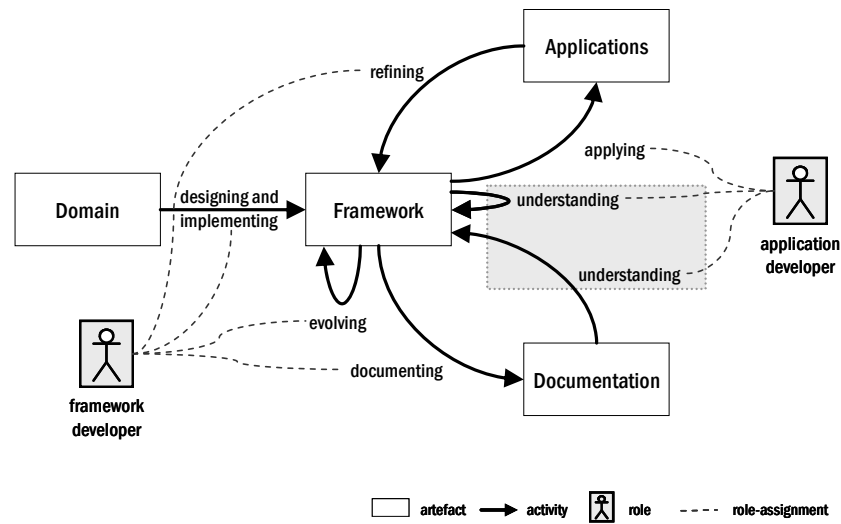 Applications
refining
applying
designing and
implementing
Domain
Framework
understanding
application
developer
understanding
evolving
documenting
Documentation
framework
developer
artefact
activity
role
role-assignment